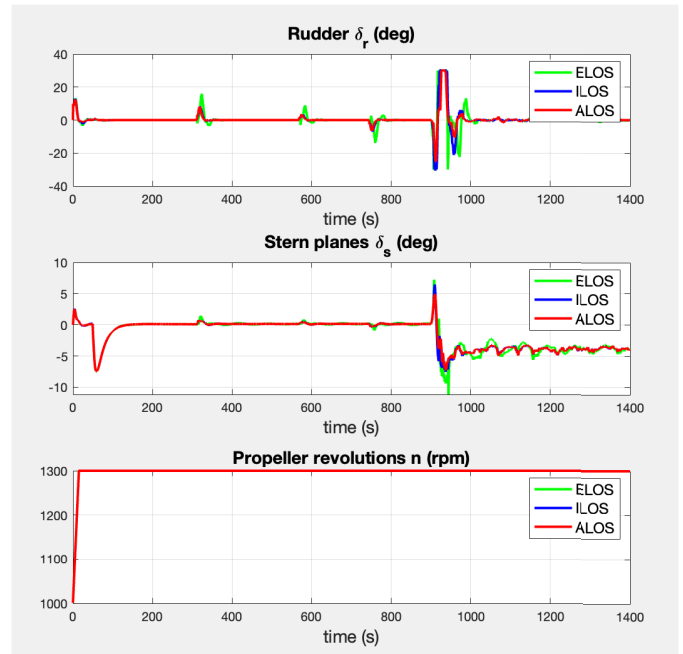 Rudder δr (deg)
40
20
0
-20
-40
ELOS
ILOS
ALOS
0 200 400 600 800 1000 1200 1400
time (s)
Stern planes δs (deg)
10
5
0
-5
-10
ELOS
ILOS
ALOS
0 200 400 600 800 1000 1200 1400
time (s)
Propeller revolutions n (rpm)
1300
1200
1100
1000
ELOS
ILOS
ALOS
0 200 400 600 800 1000 1200 1400
time (s)